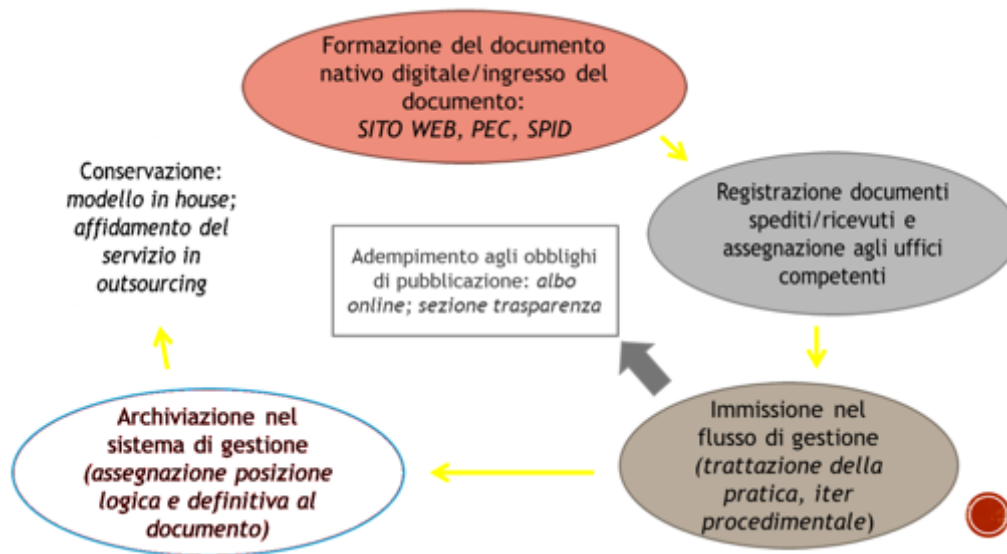 Formazione del documento
nativo digitale/ingresso del
documento:
SITO WEB, PEC, SPID
Registrazione documenti
spediti/ricevuti e
assegnazione agli uffici
competenti
Immissione nel
flusso di gestione
(trattazione della
pratica, iter
procedimentale)
Adempimento agli obblighi
di pubblicazione: albo
online; sezione trasparenza
Archiviazione nel
sistema di gestione
(assegnazione posizione
logica e definitiva al
documento)
Conservazione:
modello in house;
affidamento del
servizio in
outsourcing